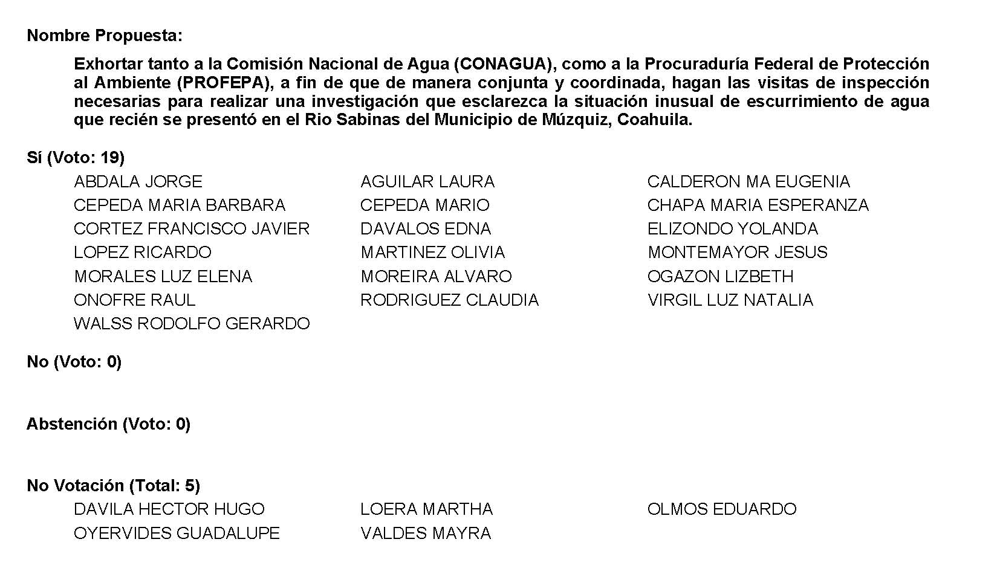 Nombre Propuesta:
Exhortar tanto a la Comisión Nacional de Agua (CONAGUA), como a la Procuraduría Federal de Protección
al Ambiente (PROFEPA), a fin de que de manera conjunta y coordinada, hagan las visitas de inspección
necesarias para realizar una investigación que esclarezca la situación inusual de escurrimiento de agua
que recién se presentó en el Rio Sabinas del Municipio de Múzquiz, Coahuila.
Sí (Voto: 19)
ABDALA JORGE AGUILAR LAURA CALDERON MA EUGENIA
CEPEDA MARIA BARBARA CEPEDA MARIO CHAPA MARIA ESPERANZA
CORTEZ FRANCISCO JAVIER DAVALOS EDNA ELIZONDO YOLANDA
LOPEZ RICARDO MARTINEZ OLIVIA MONTEMAYOR JESUS
MORALES LUZ ELENA MOREIRA ALVARO OGAZON LIZBETH
ONOFRE RAUL RODRIGUEZ CLAUDIA VIRGIL LUZ NATALIA
WALSS RODOLFO GERARDO
No (Voto: 0)
Abstención (Voto: 0)
No Votación (Total: 5)
DAVILA HECTOR HUGO LOERA MARTHA OLMOS EDUARDO
OYERVIDES GUADALUPE VALDES MAYRA